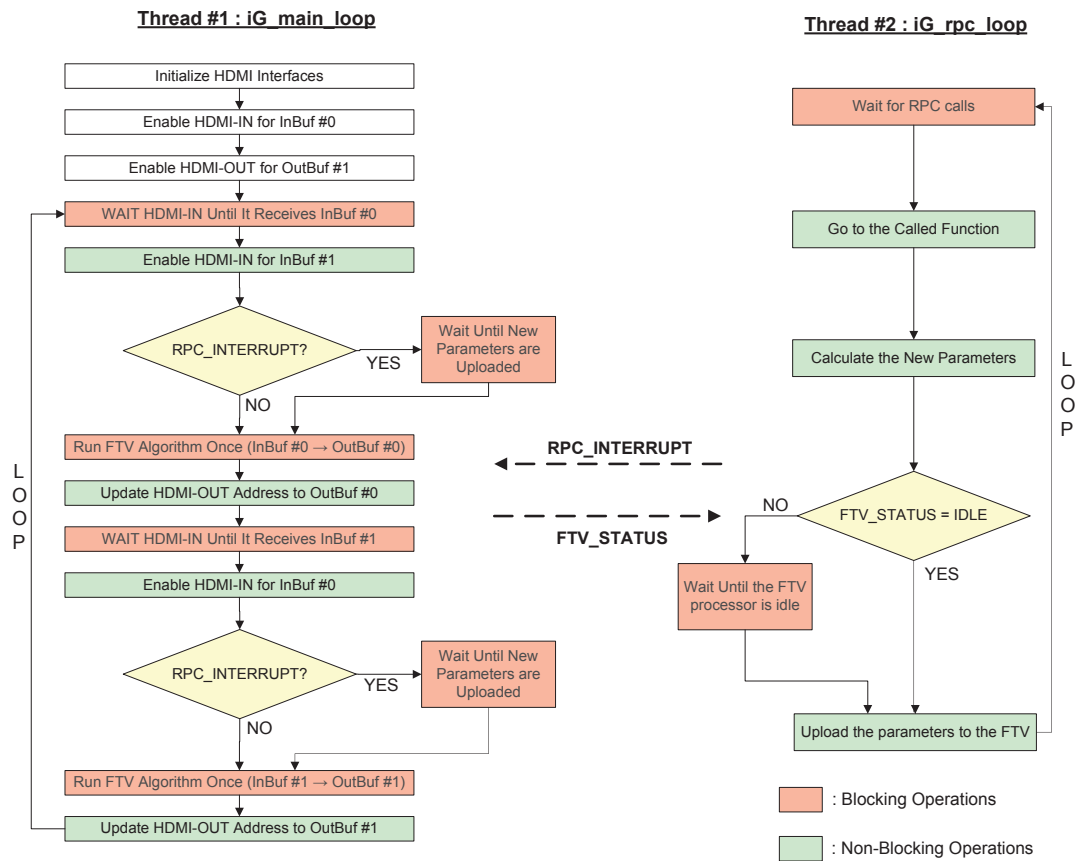 Thread #1 : iG_main_loop
Initialize HDMI Interfaces
Enable HDMI-IN for InBuf #0
Enable HDMI-OUT for OutBuf #1
WAIT HDMI-IN Until It Receives InBuf #0
Enable HDMI-IN for InBuf #1
RPC_INTERRUPT?
YES
Wait Until New
Parameters are
Uploaded
NO
Run FTV Algorithm Once (InBuf #0 → OutBuf #0)
Update HDMI-OUT Address to OutBuf #0
WAIT HDMI-IN Until It Receives InBuf #1
Enable HDMI-IN for InBuf #0
RPC_INTERRUPT?
YES
Wait Until New
Parameters are
Uploaded
NO
Run FTV Algorithm Once (InBuf #1 → OutBuf #1)
Update HDMI-OUT Address to OutBuf #1
L
O
O
P
RPC_INTERRUPT
FTV_STATUS
Thread #2 : iG_rpc_loop
Wait for RPC calls
Go to the Called Function
Calculate the New Parameters
FTV_STATUS = IDLE
NO
YES
Wait Until the FTV
processor is idle
Upload the parameters to the FTV
L
O
O
P
: Blocking Operations
: Non-Blocking Operations